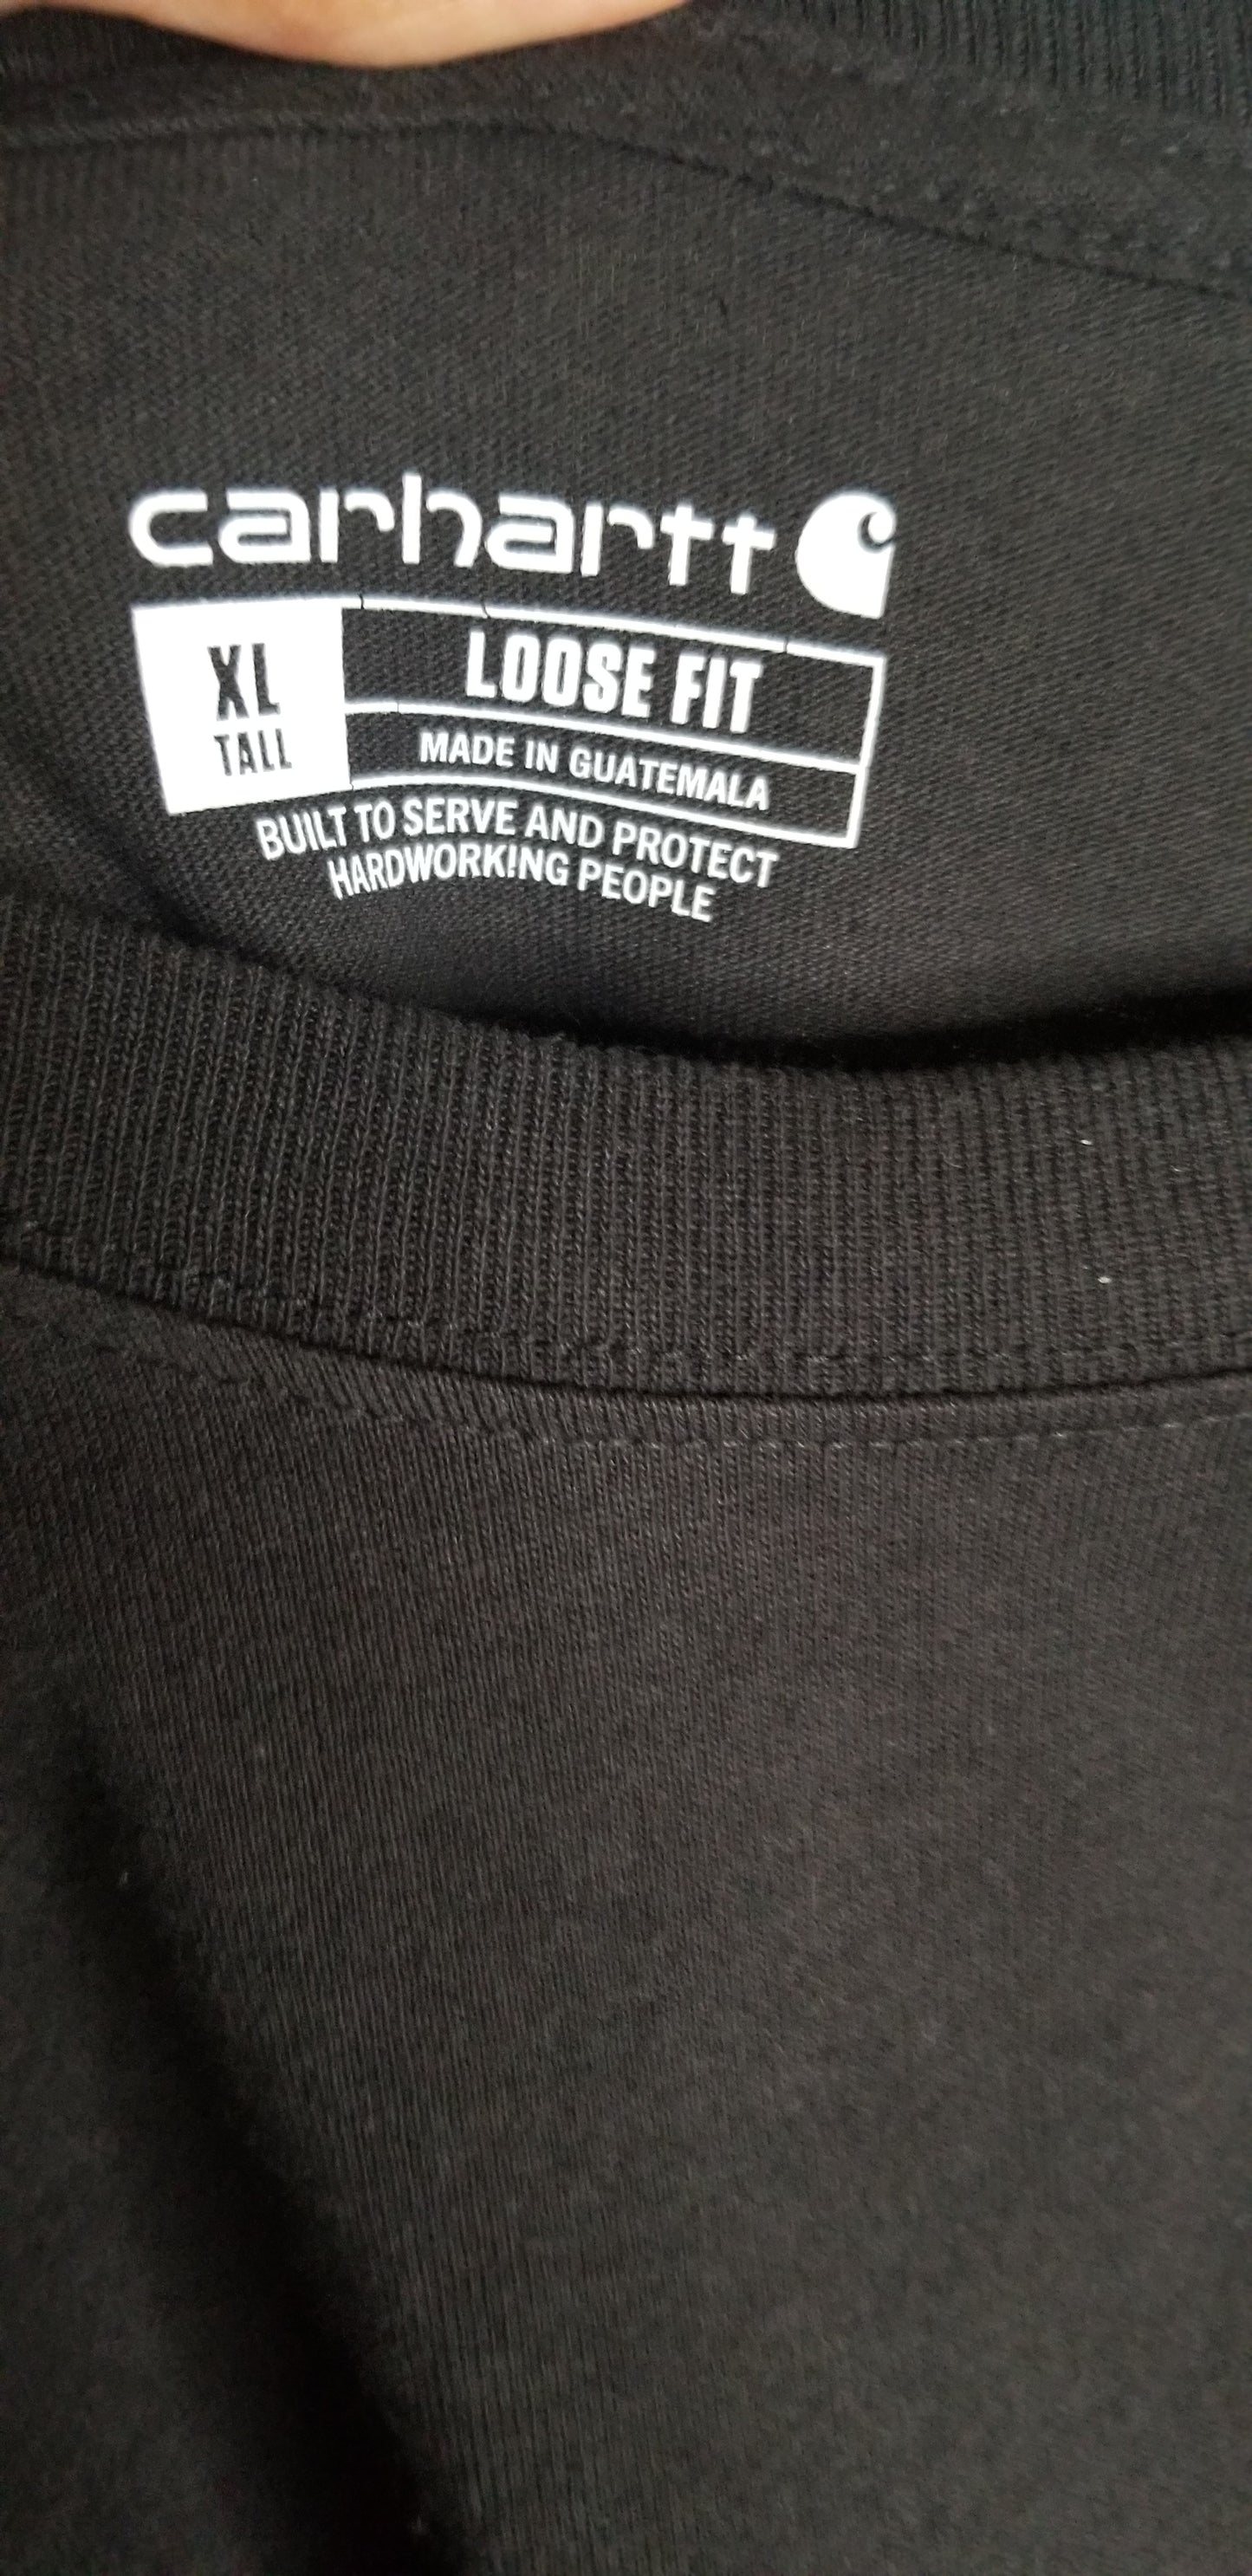 carhartt
XL
TALL
LOOSE FIT
MADE IN GUATEMALA
BUILT TO SERVE AND PROTECT
HARDWORKING PEOPLE